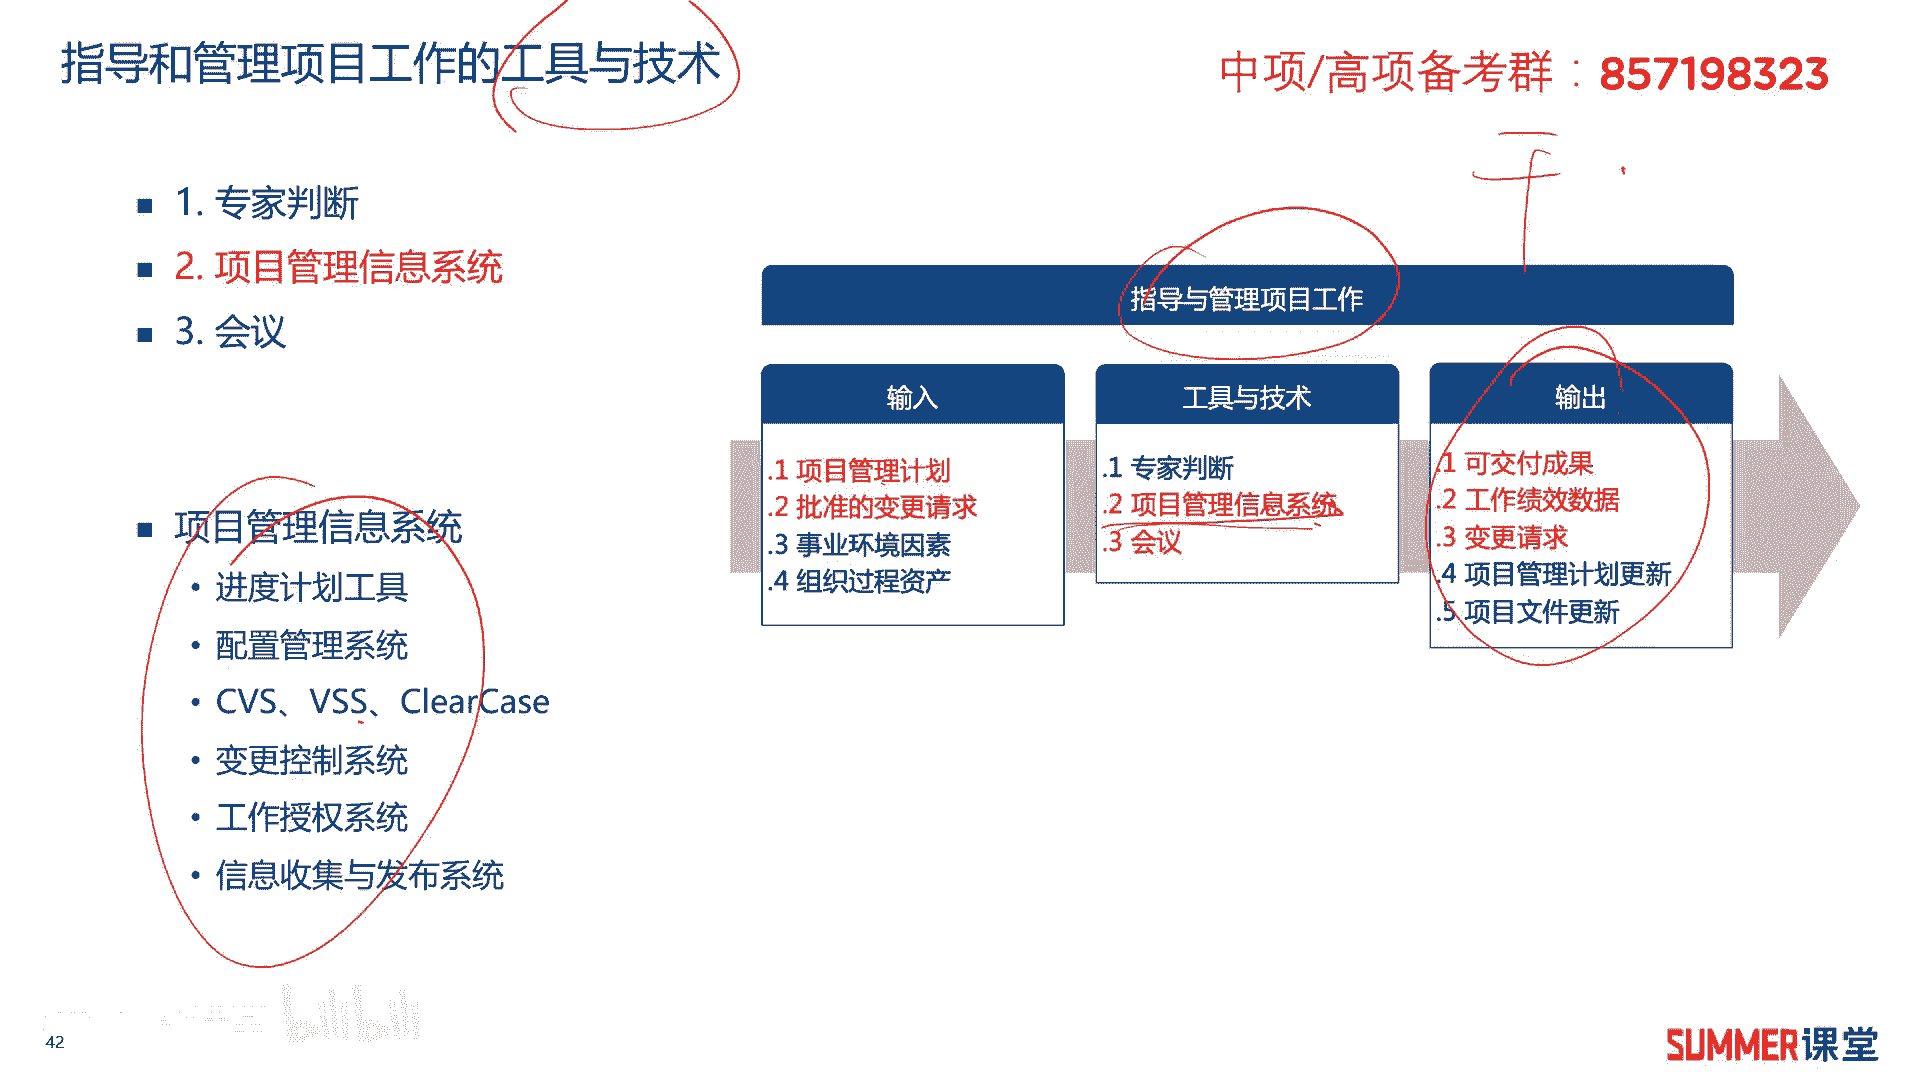 指导和管理项目工作的工具与技术
中项/高项备考群：857198323
1. 专家判断
2. 项目管理信息系统
3. 会议
项目管理信息系统
• 进度计划工具
• 配置管理系统
• CVS、VSS、ClearCase
• 变更控制系统
• 工作授权系统
• 信息收集与发布系统
指导与管理项目工作
输入
.1 项目管理计划
.2 批准的变更请求
.3 事业环境因素
.4 组织过程资产
工具与技术
.1 专家判断
.2 项目管理信息系统
.3 会议
输出
.1 可交付成果
.2 工作绩效数据
.3 变更请求
.4 项目管理计划更新
.5 项目文件更新
42
SUMMER课堂